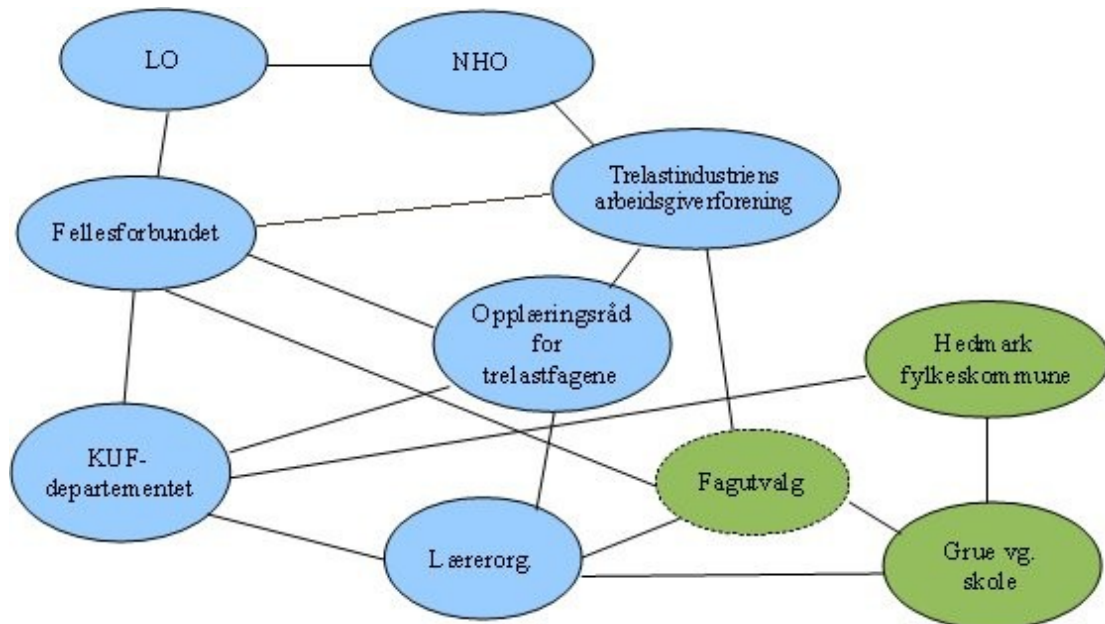 LO
NHO
Trelastindustriens
arbeidsgiverforening
Fellesforbundet
Opplæringsråd
for
trelastfagene
Hedmark
fylkeskommune
KUF-
departementet
Fagutvalg
Lærerorg.
Grue vg.
skole